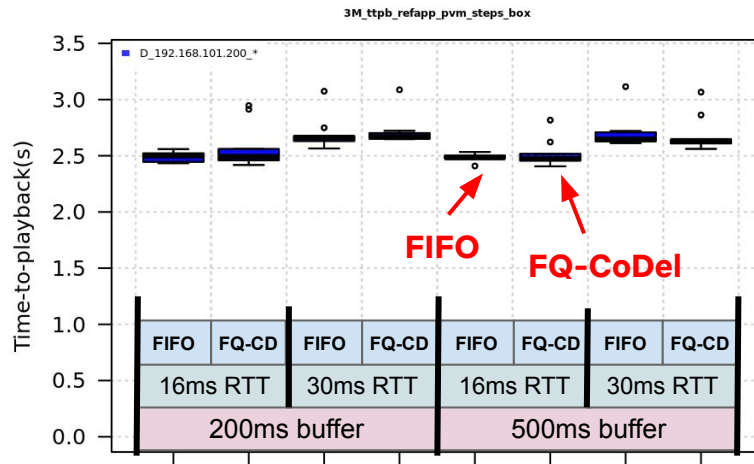 3M_ttpb_refapp_pvm_steps_box
D_192.168.101.200_*
Time-to-playback(s)
3.5
3.0
2.5
2.0
1.5
1.0
0.5
0.0
FIFO
FQ-CoDel
FIFO FQ-CD FIFO FQ-CD FIFO FQ-CD FIFO FQ-CD
16ms RTT 30ms RTT 16ms RTT 30ms RTT
200ms buffer 500ms buffer